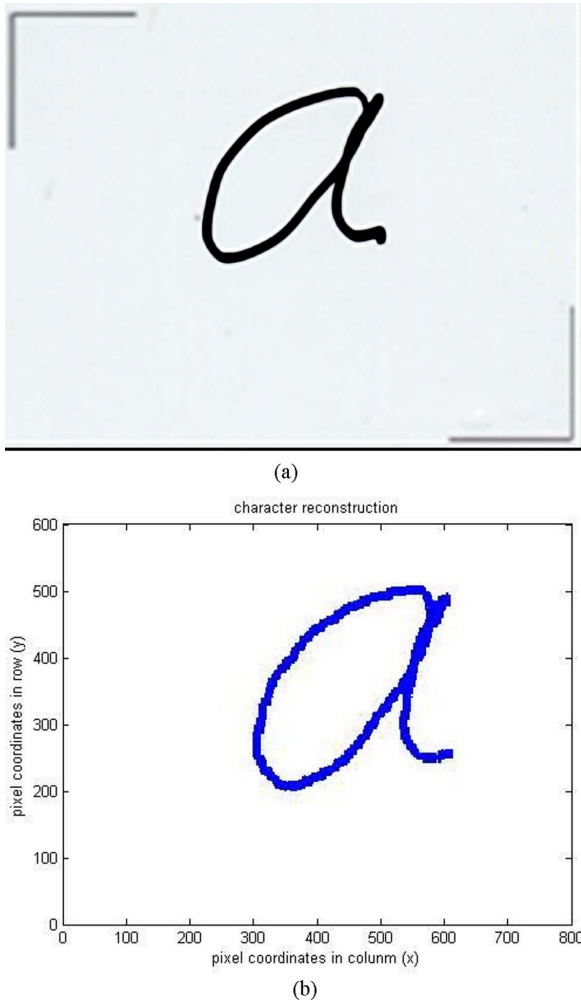 a
(a)
character reconstruction
600
500
400
300
200
100
0
pixel coordinates in row (y)
a
0 100 200 300 400 500 600 700 800
pixel coordinates in colunm (x)
(b)